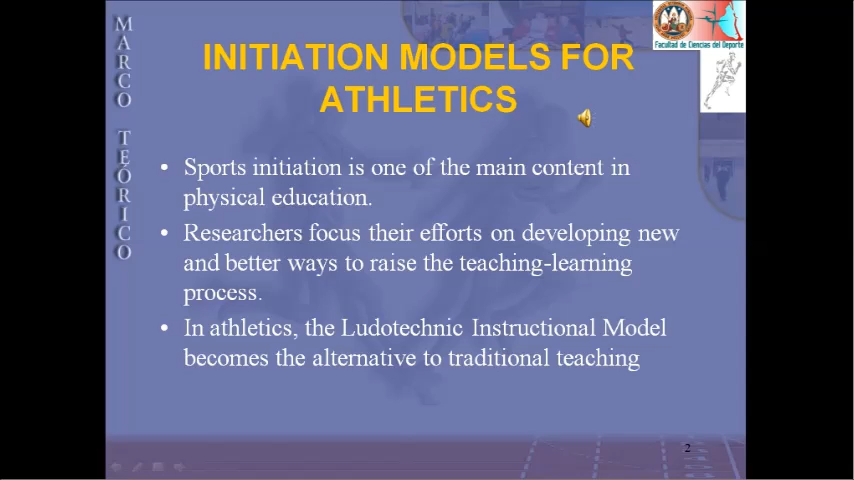 INITIATION MODELS FOR
ATHLETICS
Facultad de Ciencias del Deporte
MARCO TEÓRICO
• Sports initiation is one of the main content in
physical education.
• Researchers focus their efforts on developing new
and better ways to raise the teaching-learning
process.
• In athletics, the Ludotechnic Instructional Model
becomes the alternative to traditional teaching
2